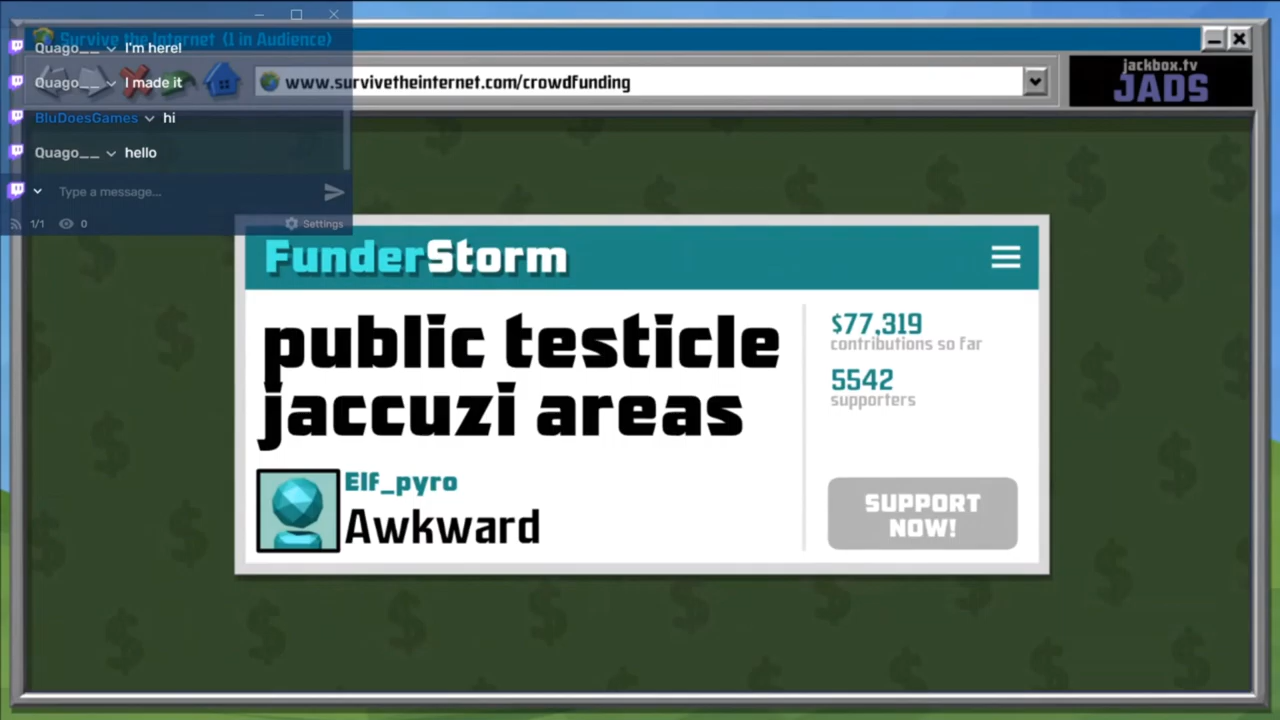 Survive the Internet (1 in Audience)
Quago__ I'm here!
Quago__ I made it
www.survivetheinternet.com/crowdfunding
jackbox.tv
JADS
BluDoesGames hi
Quago__ hello
Type a message...
1/1 0 Settings
FunderStorm
public testicle
jaccuzi areas
$77,319
contributions so far
5542
supporters
Elf_pyro
Awkward
SUPPORT
NOW!